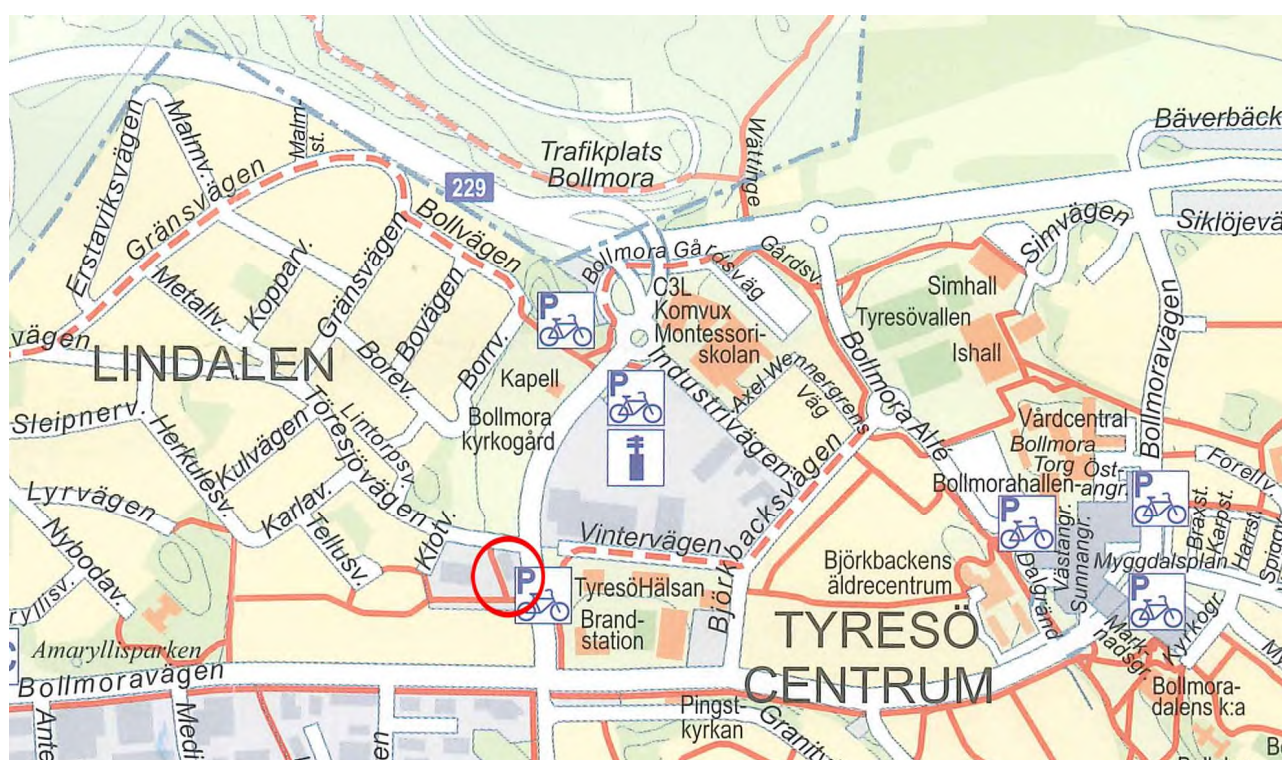 Bäverbäck
Trafikplats
Bollmora
229
Wättinge
Erstaviksvägen
Malmv.
Malm-
st.
Gränsvägen
Bollvägen
Bollmora Gårdsväg
Gårdsv.
Simvägen
Siklöjevä
Metallv.
Kopparv.
Gränsvägen
Bovägen
Borev.
Borrv.
P
C3L
Komvux
Montessori-
skolan
Simhall
Tyresövallen
Ishall
Bollmoravägen
vägen
LINDALEN
Kapell
Bollmora
kyrkogård
P
Industrivägen
Axel Wennergrens
Väg
Bollmora Allé
Sleipnerv.
Herkulesv.
Kulvägen
Töresjövägen
Lintorpsv.
Vårdcentral
Bollmora
Torg
Bollmorahallen
Öst-
angr.
Forellv.
Lyrvägen
Karlav.
Tellusv.
Klotv.
Vintervägen
Björkbacksvägen
P
P
Västangr.
Sunnangr.
Dalgränd
Braxst.
Karpst.
Harrst.
Myggdalsplan
Nybodav.
P
TyresöHälsan
Brand-
station
Björkbackens
äldrecentrum
P
TYRESÖ
CENTRUM
Mark-
nadsgr.
Kyrkogr.
Amaryllisparken
Bollmoravägen
Pingst-
kyrkan
Bollmora-
dalens k:a